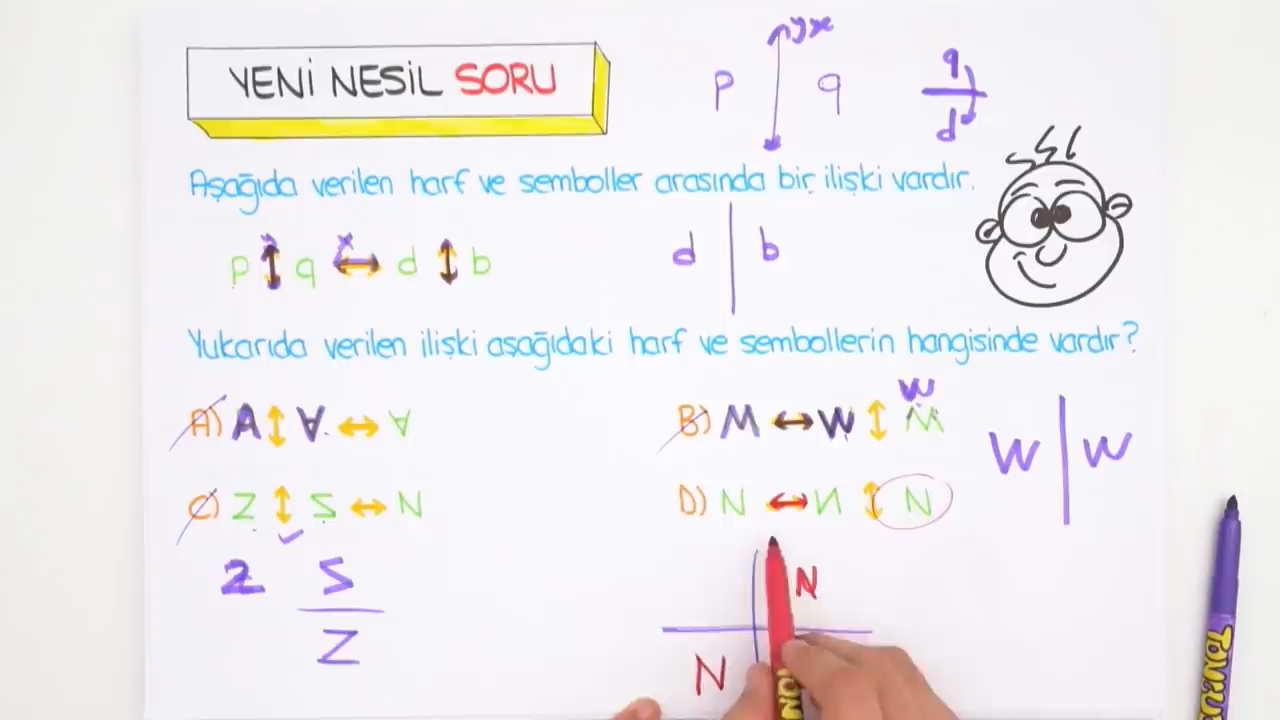 YENİ NESİL SORU
p yx q
q
d
Aşağıda verilen harf ve semboller arasında bir ilişki vardır.
p y↕ q x↔ d ↕ b
d | b
Yukarıda verilen ilişki aşağıdaki harf ve sembollerin hangisinde vardır?
A) A ↕ ∀ ↔ ∀
B) M ↔ W ↕ M
W
W | W
C) Z ↕ S ↔ N
D) N ↔ И ↕ N
Z S
Z
N
N